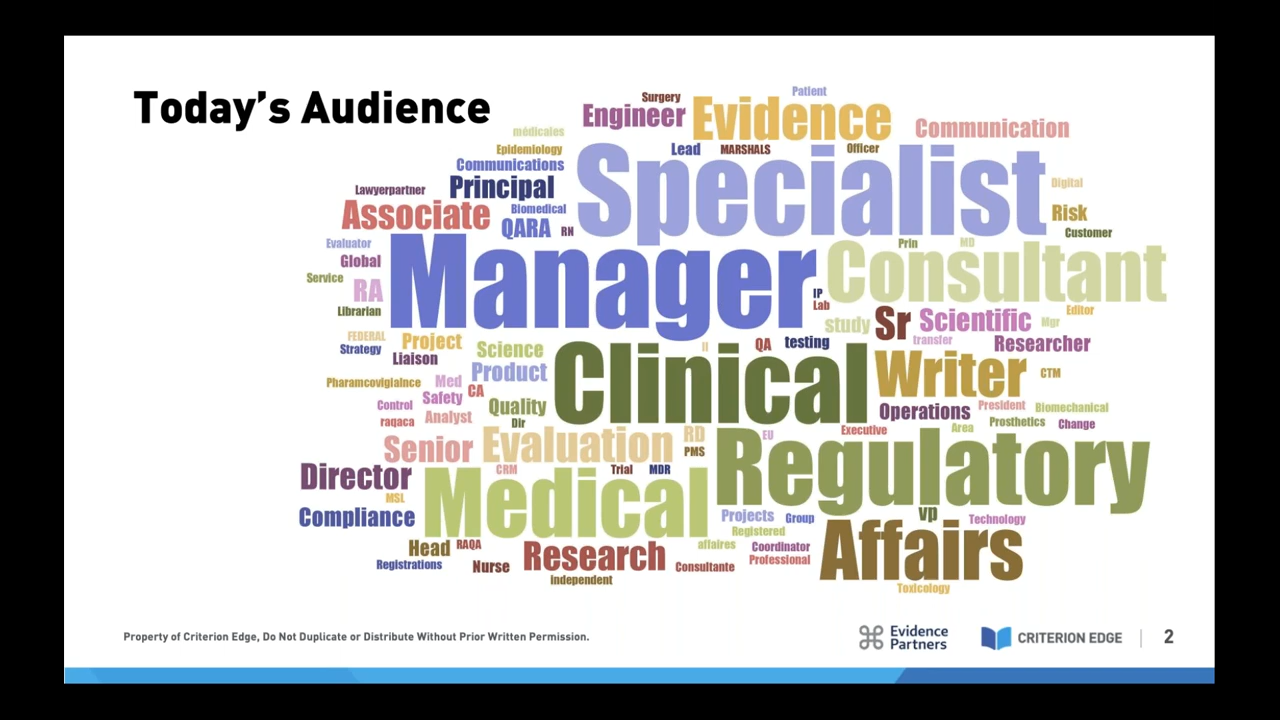 Today's Audience
Patient
Surgery
Engineer Evidence Communication
médicales
Epidemiology Lead MARSHALS Officer
Communications
Specialist
Principal
Lawyerpartner
Digital
Associate Biomedical
Risk
QARA RN
Customer
Evaluator
Prin MD
Global
Manager Consultant
Service
RA
IP
Lab
Librarian
Editor
study Sr Scientific Mgr
FEDERAL Project
transfer
Strategy Liaison Science
II QA testing
Researcher
Product
Clinical Writer CTM
Pharmacovigialnce Med
CA
Safety
Control
Quality
Operations President Biomechanical
raqaca Analyst
Dir
Prosthetics Change
Executive
Area
Senior Evaluation RD
EU
PMS
Regulatory
CRM Trial MDR
Director
MSL
Medical
Compliance
Projects Group
vp
Technology
Registered
Head RAQA
affaires Coordinator
Affairs
Research
Professional
Registrations Nurse
Consultante
Independent
Toxicology
Property of Criterion Edge, Do Not Duplicate or Distribute Without Prior Written Permission.
Evidence
Partners
CRITERION EDGE
2